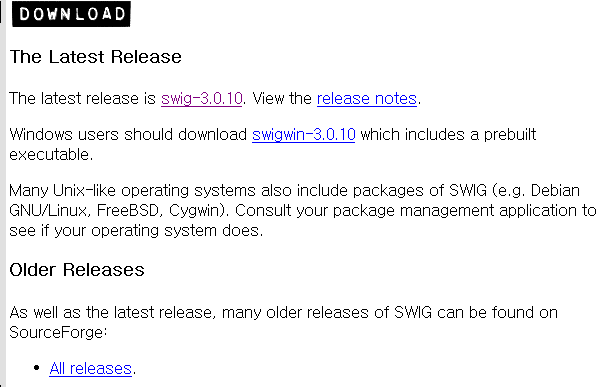 DOWNLOAD
The Latest Release
The latest release is swig-3.0.10. View the release notes.
Windows users should download swigwin-3.0.10 which includes a prebuilt
executable.
Many Unix-like operating systems also include packages of SWIG (e.g. Debian
GNU/Linux, FreeBSD, Cygwin). Consult your package management application to
see if your operating system does.
Older Releases
As well as the latest release, many older releases of SWIG can be found on
SourceForge:
• All releases.